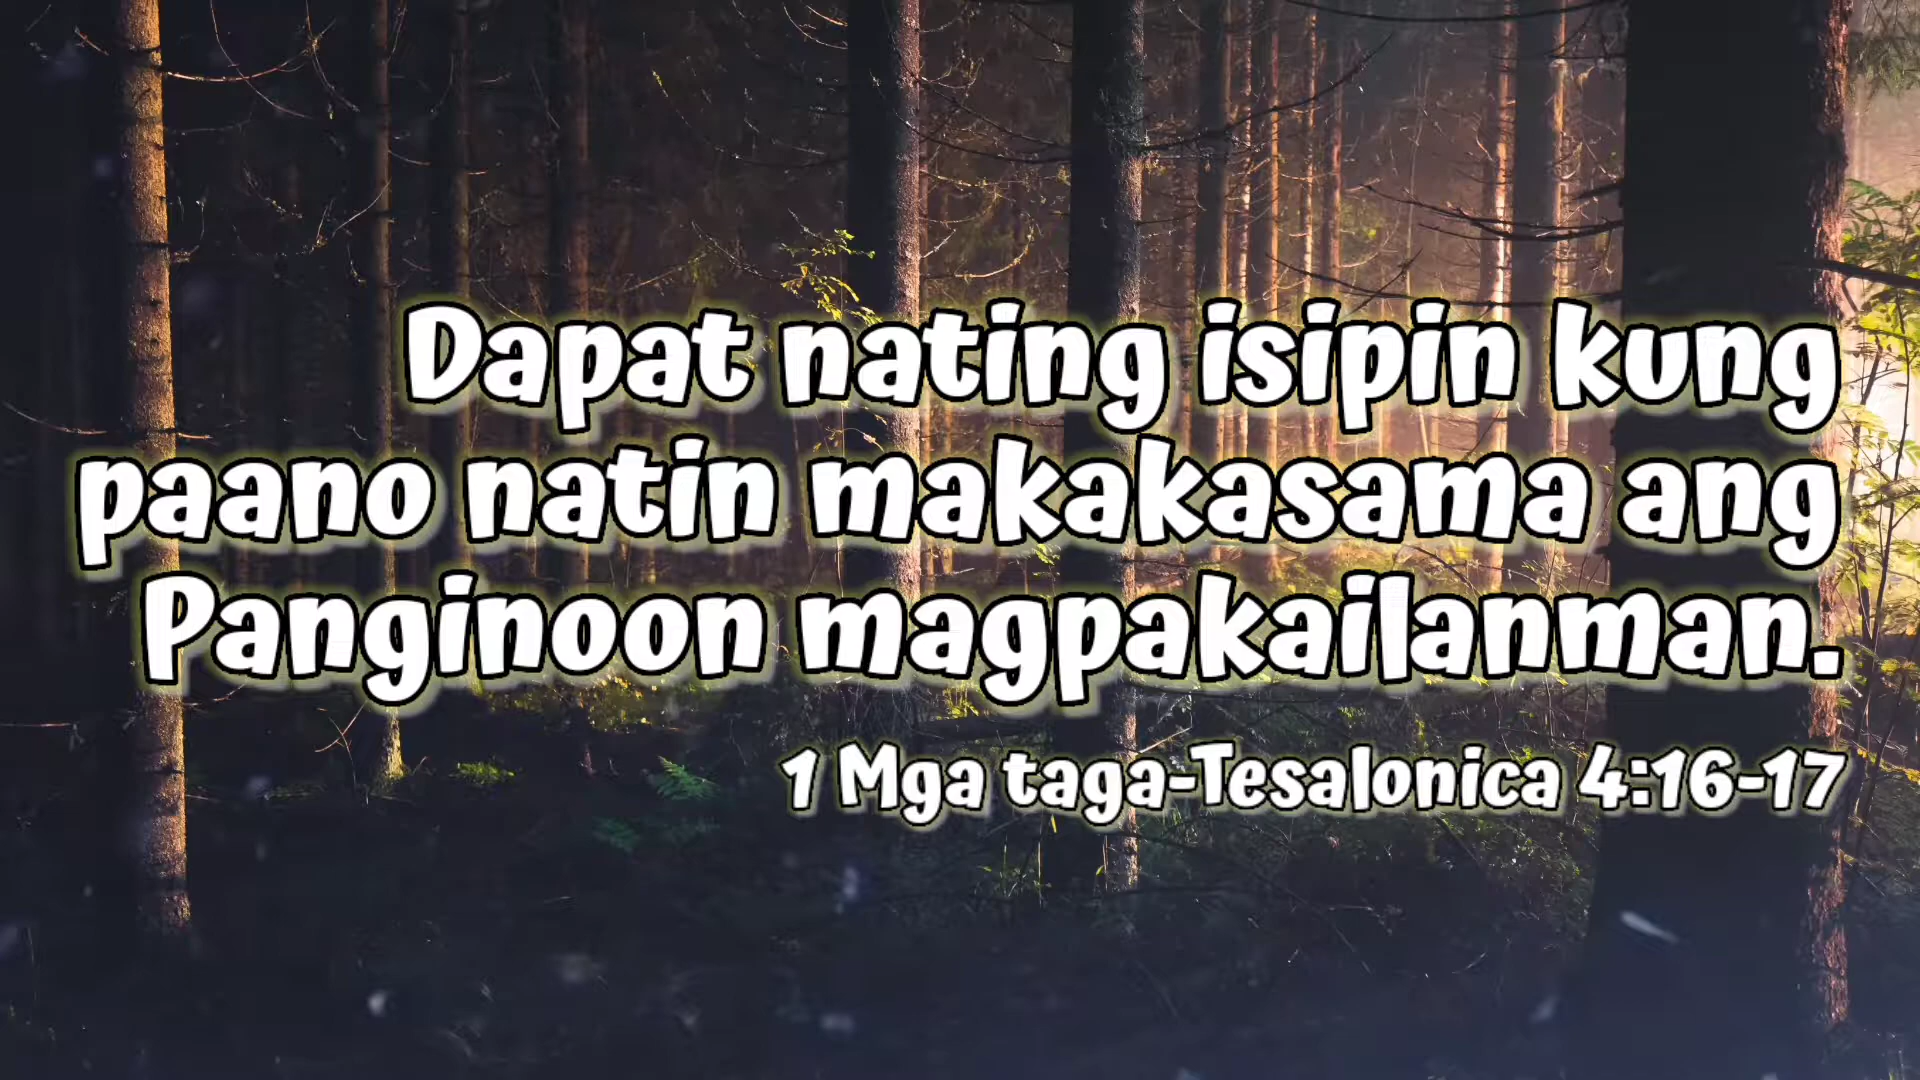 Dapat nating isipin kung
paano natin makakasama ang
Panginoon magpakailanman.
1 Mga taga-Tesalonica 4:16-17